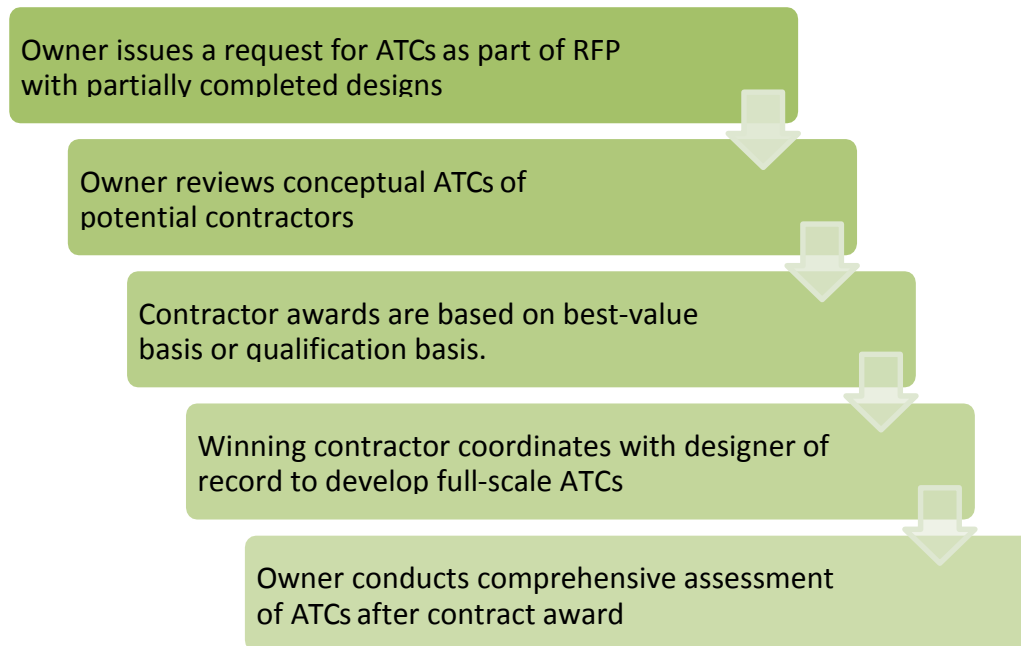 Owner issues a request for ATCs as part of RFP
with partially completed designs
Owner reviews conceptual ATCs of
potential contractors
Contractor awards are based on best-value
basis or qualification basis.
Winning contractor coordinates with designer of
record to develop full-scale ATCs
Owner conducts comprehensive assessment
of ATCs after contract award